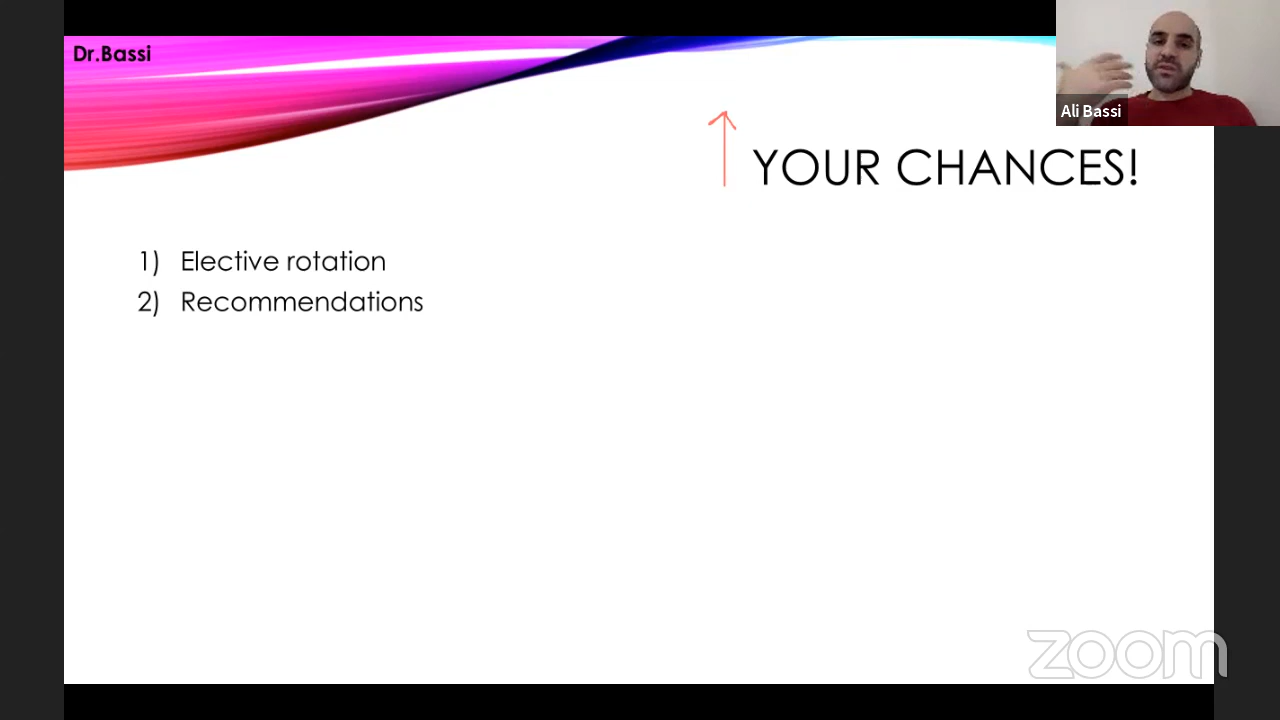 Dr.Bassi
Ali Bassi
YOUR CHANCES!
1) Elective rotation
2) Recommendations
zoom